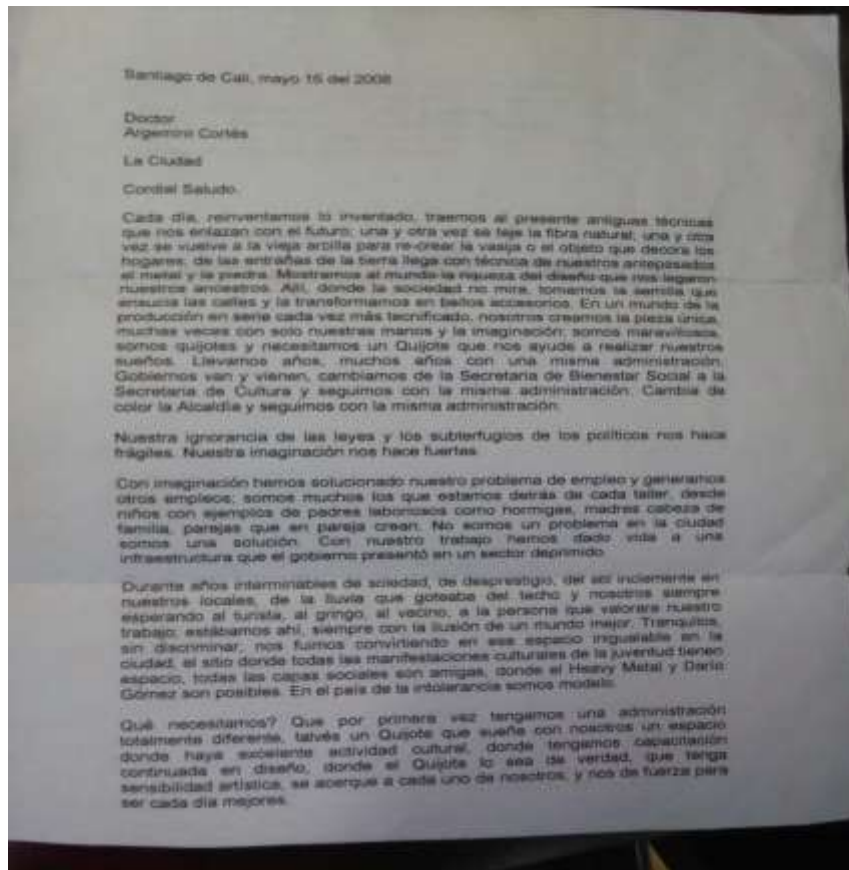 Santiago de Cali, mayo 15 del 2008
Doctor
Argemiro Cortés
La Ciudad
Cordial Saludo.
Cada día, reinventamos lo inventado, traemos al presente antiguas técnicas
que nos enlazan con el futuro; una y otra vez se teje la fibra natural, una y otra
vez se vuelve a la vieja arcilla para re-crear la vasija o el objeto que decora los
hogares; de las entrañas de la tierra llega con técnica de nuestros antepasados
el metal y la piedra. Mostramos al mundo la riqueza del diseño que nos legaron
nuestros ancestros. Allí, donde la sociedad no mira, tomamos la semilla que
ensucia las calles y la transformamos en bellos accesorios. En un mundo de la
producción en serie cada vez más tecnificado, nosotros creamos la pieza única,
muchas veces con solo nuestras manos y la imaginación; somos maravillosos,
somos quijotes y necesitamos un Quijote que nos ayude a realizar nuestros
sueños. Llevamos años, muchos años con una misma administración.
Gobiernos van y vienen, cambiamos de la Secretaria de Bienestar Social a la
Secretaria de Cultura y seguimos con la misma administración. Cambia de
color la Alcaldía y seguimos con la misma administración.
Nuestra ignorancia de las leyes y los subterfugios de los políticos nos hace
frágiles. Nuestra imaginación nos hace fuertes.
Con imaginación hemos solucionado nuestro problema de empleo y generamos
otros empleos; somos muchos los que estamos detrás de cada taller, desde
niños con ejemplos de padres laboriosos como hormigas, madres cabeza de
familia, parejas que en pareja crean. No somos un problema en la ciudad
somos una solución. Con nuestro trabajo hemos dado vida a una
infraestructura que el gobierno presentó en un sector deprimido.
Durante años interminables de soledad, de desprestigio, del sol inclemente en
nuestros locales, de la lluvia que goteaba del techo y nosotros siempre
esperando al turista, al gringo, al vecino, a la persona que valorara nuestro
trabajo; estábamos ahí, siempre con la ilusión de un mundo mejor. Tranquilos,
sin discriminar, nos fuimos convirtiendo en ese espacio inigualable en la
ciudad, el sitio donde todas las manifestaciones culturales de la juventud tienen
espacio, todas las capas sociales son amigas, donde el Heavy Metal y Darío
Gómez son posibles. En el país de la intolerancia somos modelo.
Qué necesitamos? Que por primera vez tengamos una administración
totalmente diferente, talvés un Quijote que sueñe con nosotros un espacio
donde haya excelente actividad cultural, donde tengamos capacitación
continuada en diseño, donde el Quijote lo sea de verdad, que tenga
sensibilidad artística, se acerque a cada uno de nosotros, y nos de fuerza para
ser cada día mejores.